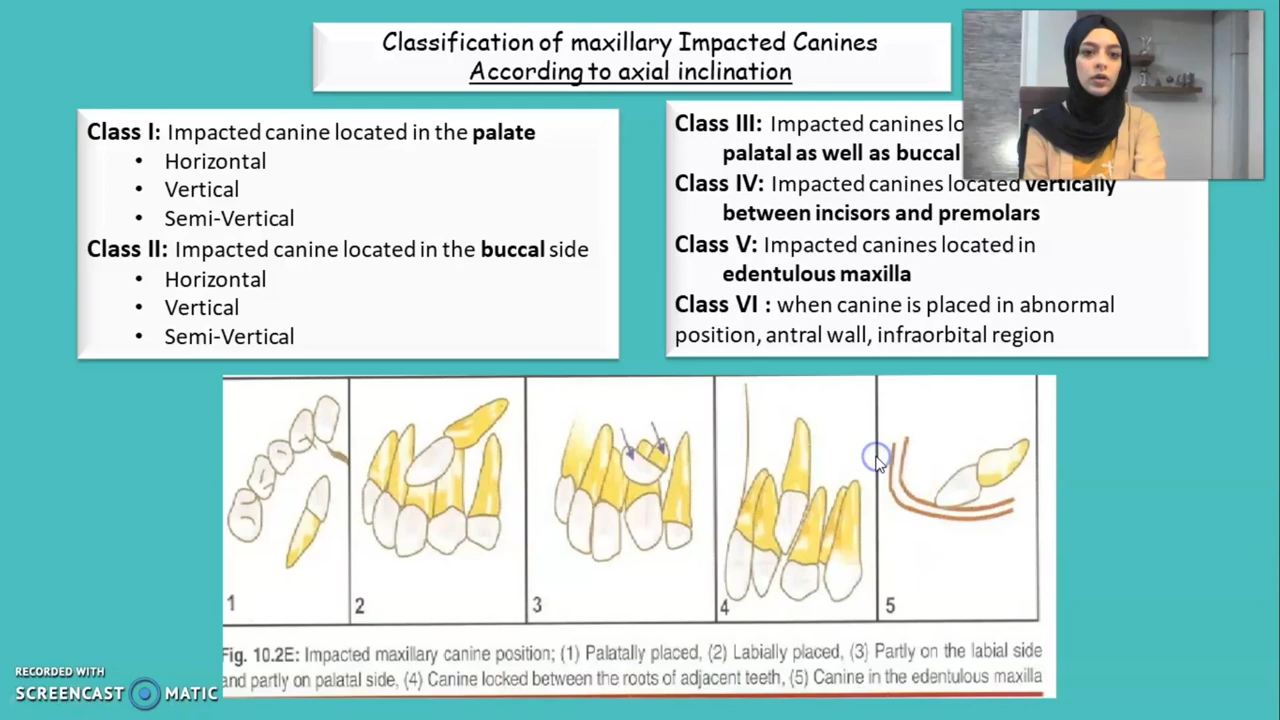 Classification of maxillary Impacted Canines
According to axial inclination
Class I: Impacted canine located in the palate
• Horizontal
• Vertical
• Semi-Vertical
Class II: Impacted canine located in the buccal side
• Horizontal
• Vertical
• Semi-Vertical
Class III: Impacted canines
palatal as well as buccal
Class IV: Impacted canines located vertically
between incisors and premolars
Class V: Impacted canines located in
edentulous maxilla
Class VI : when canine is placed in abnormal
position, antral wall, infraorbital region
1
2
3
4
5
Fig. 10.2E: Impacted maxillary canine position; (1) Palatally placed, (2) Labially placed, (3) Partly on the labial side
and partly on palatal side, (4) Canine locked between the roots of adjacent teeth, (5) Canine in the edentulous maxilla
RECORDED WITH
SCREENCAST MATIC